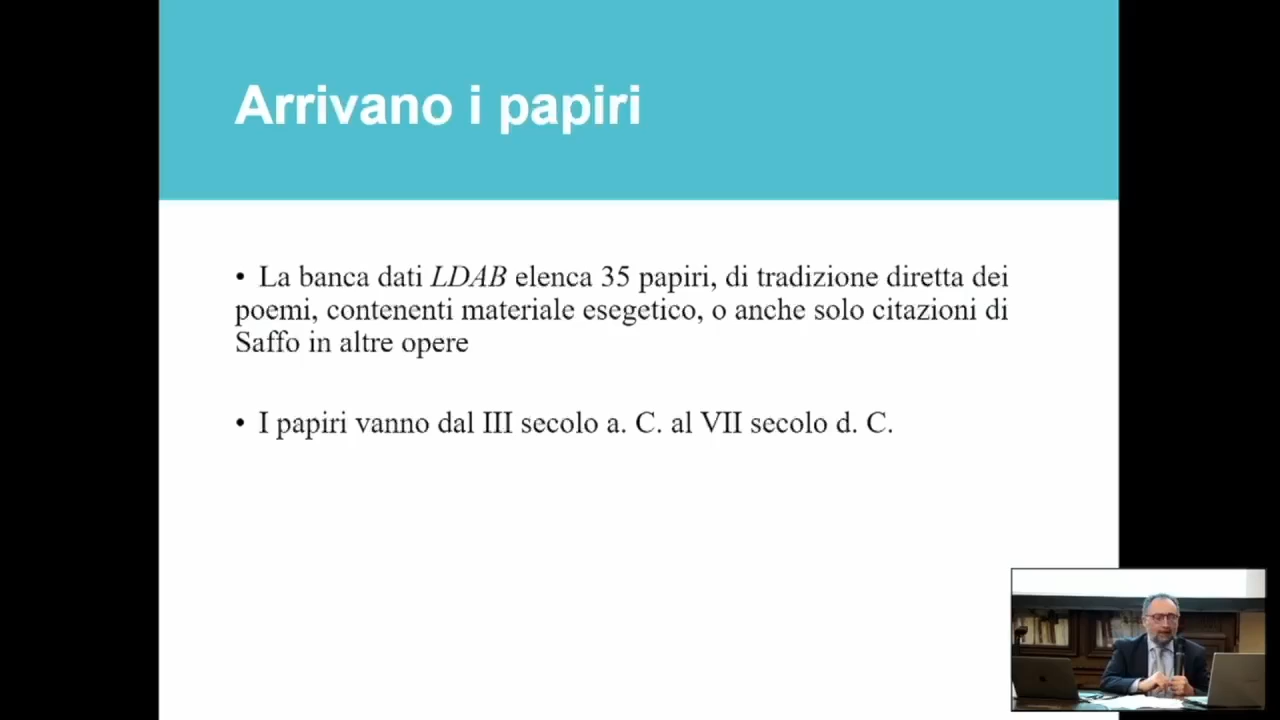 Arrivano i papiri
• La banca dati LDAB elenca 35 papiri, di tradizione diretta dei
poemi, contenenti materiale esegetico, o anche solo citazioni di
Saffo in altre opere
• I papiri vanno dal III secolo a. C. al VII secolo d. C.